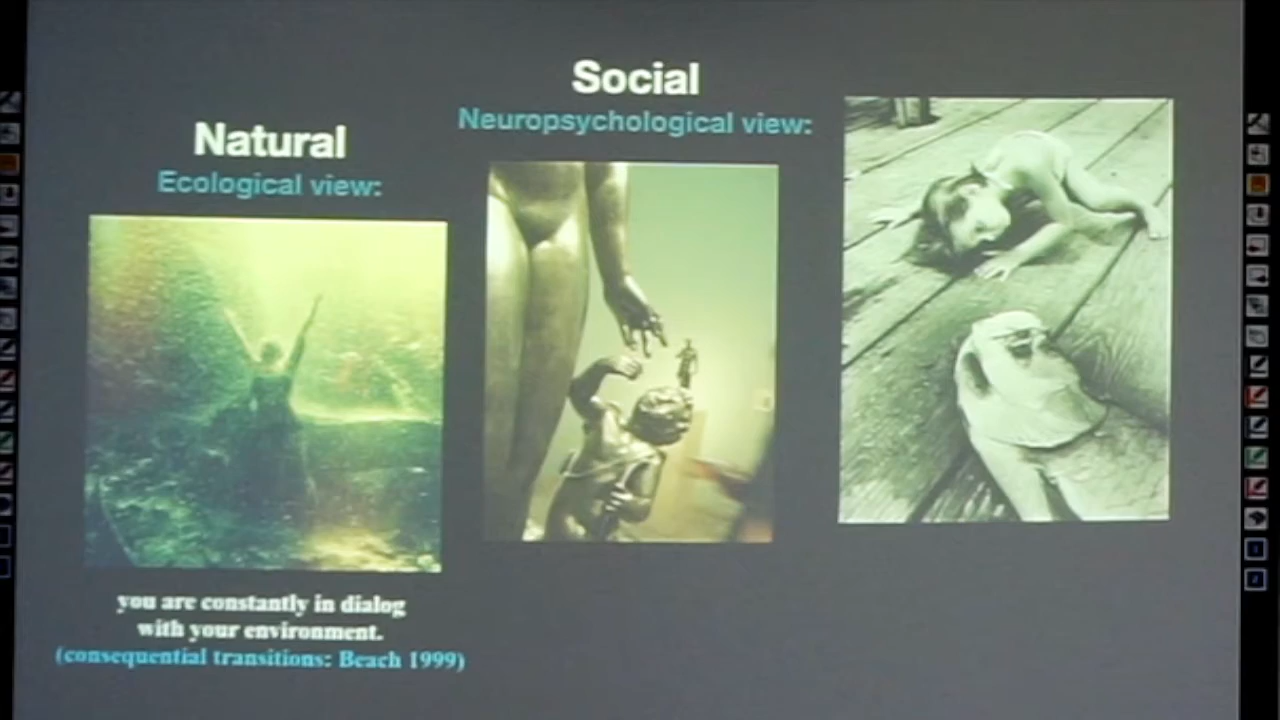 Natural
Ecological view:
you are constantly in dialog
with your environment.
(consequential transitions: Beach 1999)
Social
Neuropsychological view: